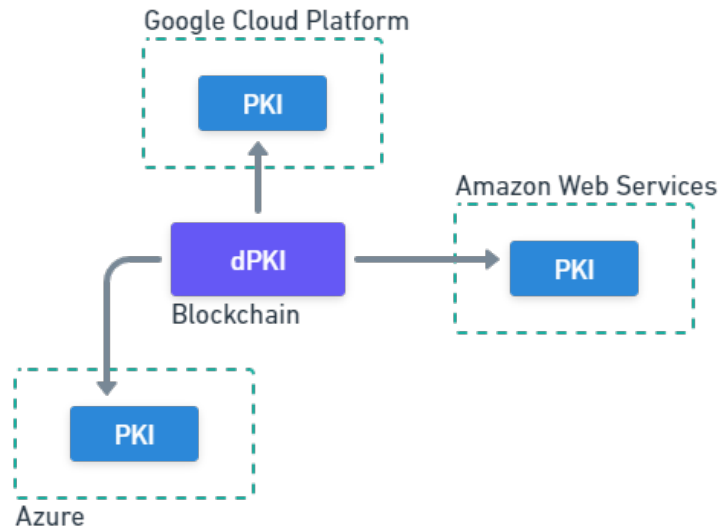 Google Cloud Platform
PKI
Amazon Web Services
dPKI
PKI
Blockchain
PKI
Azure